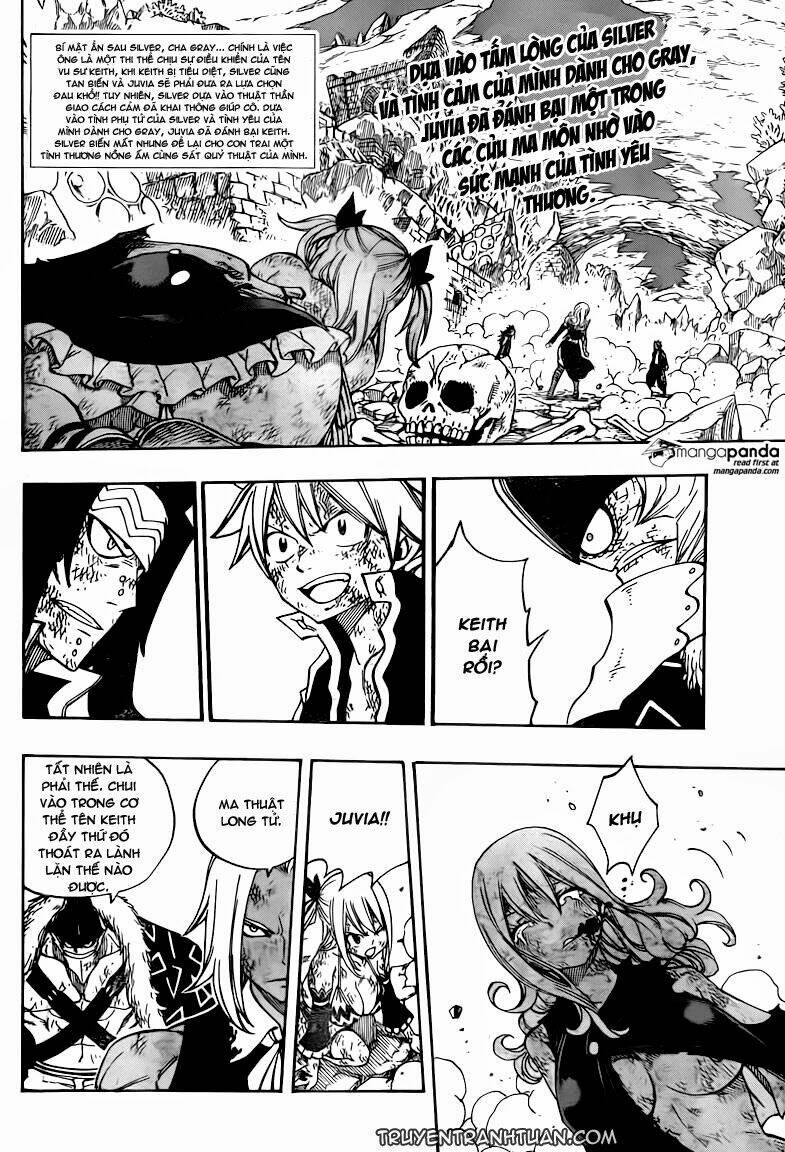 BÍ MẬT ẨN SAU SILVER, CHA GRAY... CHÍNH LÀ VIỆC
ÔNG LÀ MỘT THI THỂ CHỊU SỰ ĐIỀU KHIỂN CỦA TÊN
VU SƯ KEITH, KHI KEITH BỊ TIÊU DIỆT, SILVER CŨNG
TAN BIẾN VÀ JUVIA SẼ PHẢI ĐƯA RA LỰA CHỌN
ĐAU KHỔ!! TUY NHIÊN, SILVER DỰA VÀO THUẬT THẦN
GIAO CÁCH CẢM ĐÃ KHAI THÔNG GIÚP CÔ. DỰA
VÀO TÌNH PHỤ TỬ CỦA SILVER VÀ TÌNH YÊU CỦA
MÌNH DÀNH CHO GRAY, JUVIA ĐÃ ĐÁNH BẠI KEITH.
SILVER BIẾN MẤT NHƯNG ĐỂ LẠI CHO CON TRAI MỘT
TÌNH THƯƠNG NỒNG ẤM CÙNG SÁT QUỶ THUẬT CỦA MÌNH.
DỰA VÀO TẤM LÒNG CỦA SILVER
VÀ TÌNH CẢM CỦA MÌNH DÀNH CHO GRAY,
JUVIA ĐÃ ĐÁNH BẠI MỘT TRONG
CÁC CỬU MA MÔN NHỜ VÀO
SỨC MẠNH CỦA TÌNH YÊU
THƯƠNG.
mangapanda
read first at
mangapanda.com
KEITH
BẠI
RỒI?
TẤT NHIÊN LÀ
PHẢI THẾ. CHUI
VÀO TRONG CƠ
THỂ TÊN KEITH
ĐẦY THỨ ĐÓ
THOÁT RA LÀNH
LẶN THẾ NÀO
ĐƯỢC.
MA THUẬT
LONG TỬ.
JUVIA!!
KHỤ
TRUYENTRANHTUAN.COM